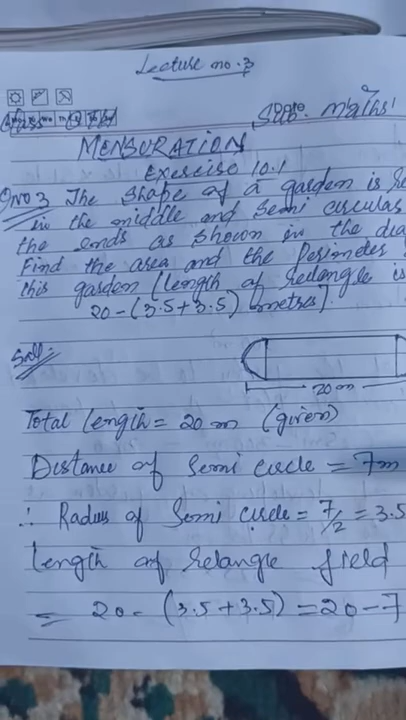 Lecture no. 3
Sub. Maths
MENSURATION
Exercise 10.1
Q NO 3 The shape of a garden is
in the middle and semi circular
the ends as shown in the dia
Find the area and the Perimeter
this garden [length of Relangle is
20-(3.5+3.5) metres].
Soll.
20 m
Total length = 20 m (given)
Distance of Semi circle = 7m
∴ Radius of Semi circle = 7/2 = 3.5
Length of Relangle field
= 20 - (3.5+3.5) = 20-7